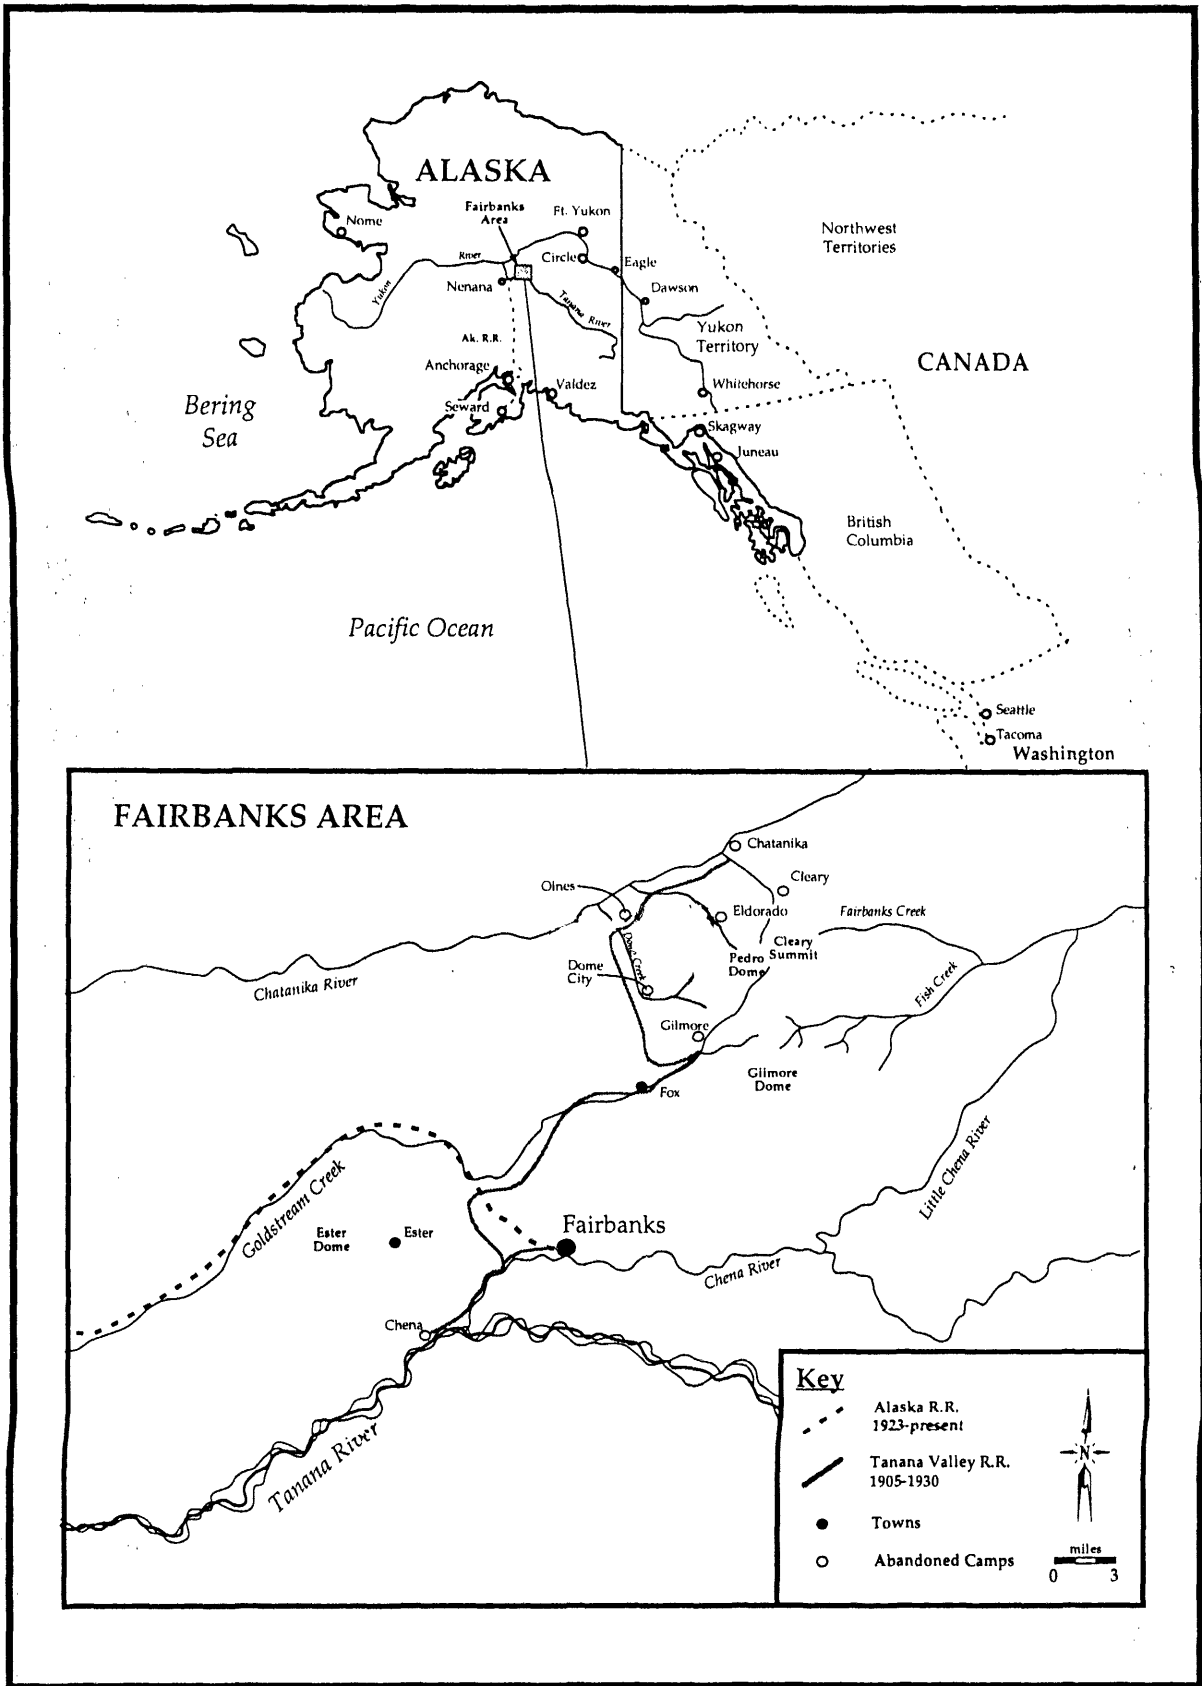 ALASKA
Fairbanks
Area
Ft. Yukon
Nome
Northwest
Territories
River
Circle
Eagle
Yukon
Nenana
Dawson
Tanana River
Ak. R.R.
Yukon
Territory
CANADA
Anchorage
Valdez
Whitehorse
Bering
Sea
Seward
Skagway
Juneau
British
Columbia
Pacific Ocean
Seattle
Tacoma
Washington
FAIRBANKS AREA
Chatanika
Cleary
Olnes
Eldorado
Fairbanks Creek
Dome Creek
Cleary
Summit
Pedro
Dome
Dome
City
Chatanika River
Fish Creek
Gilmore
Gilmore
Dome
Fox
Goldstream Creek
Little Chena River
Ester
Dome
Ester
Fairbanks
Chena River
Chena
Tanana River
Key
Alaska R.R.
1923-present
Tanana Valley R.R.
1905-1930
N
Towns
Abandoned Camps
miles
0 3